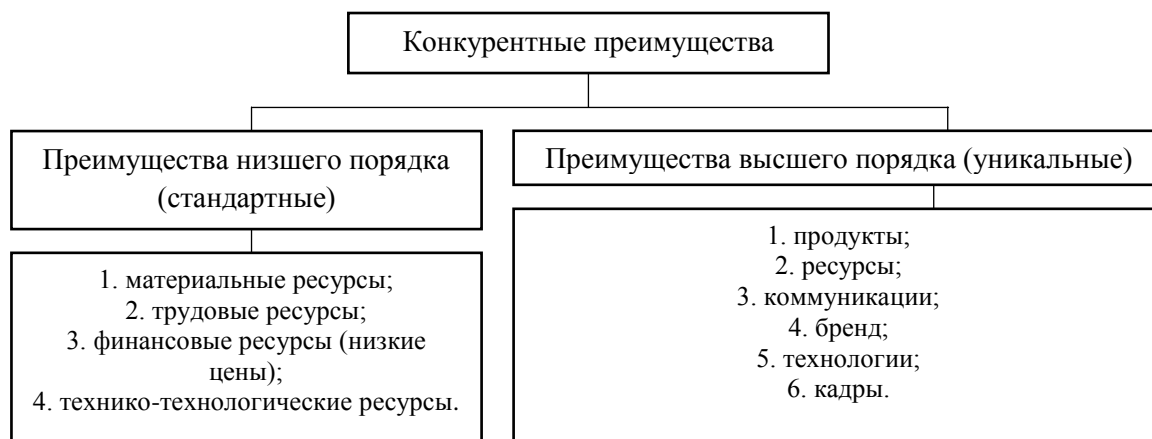 Конкурентные преимущества
Преимущества низшего порядка
(стандартные)
Преимущества высшего порядка (уникальные)
1. материальные ресурсы;
2. трудовые ресурсы;
3. финансовые ресурсы (низкие
цены);
4. технико-технологические ресурсы.
1. продукты;
2. ресурсы;
3. коммуникации;
4. бренд;
5. технологии;
6. кадры.